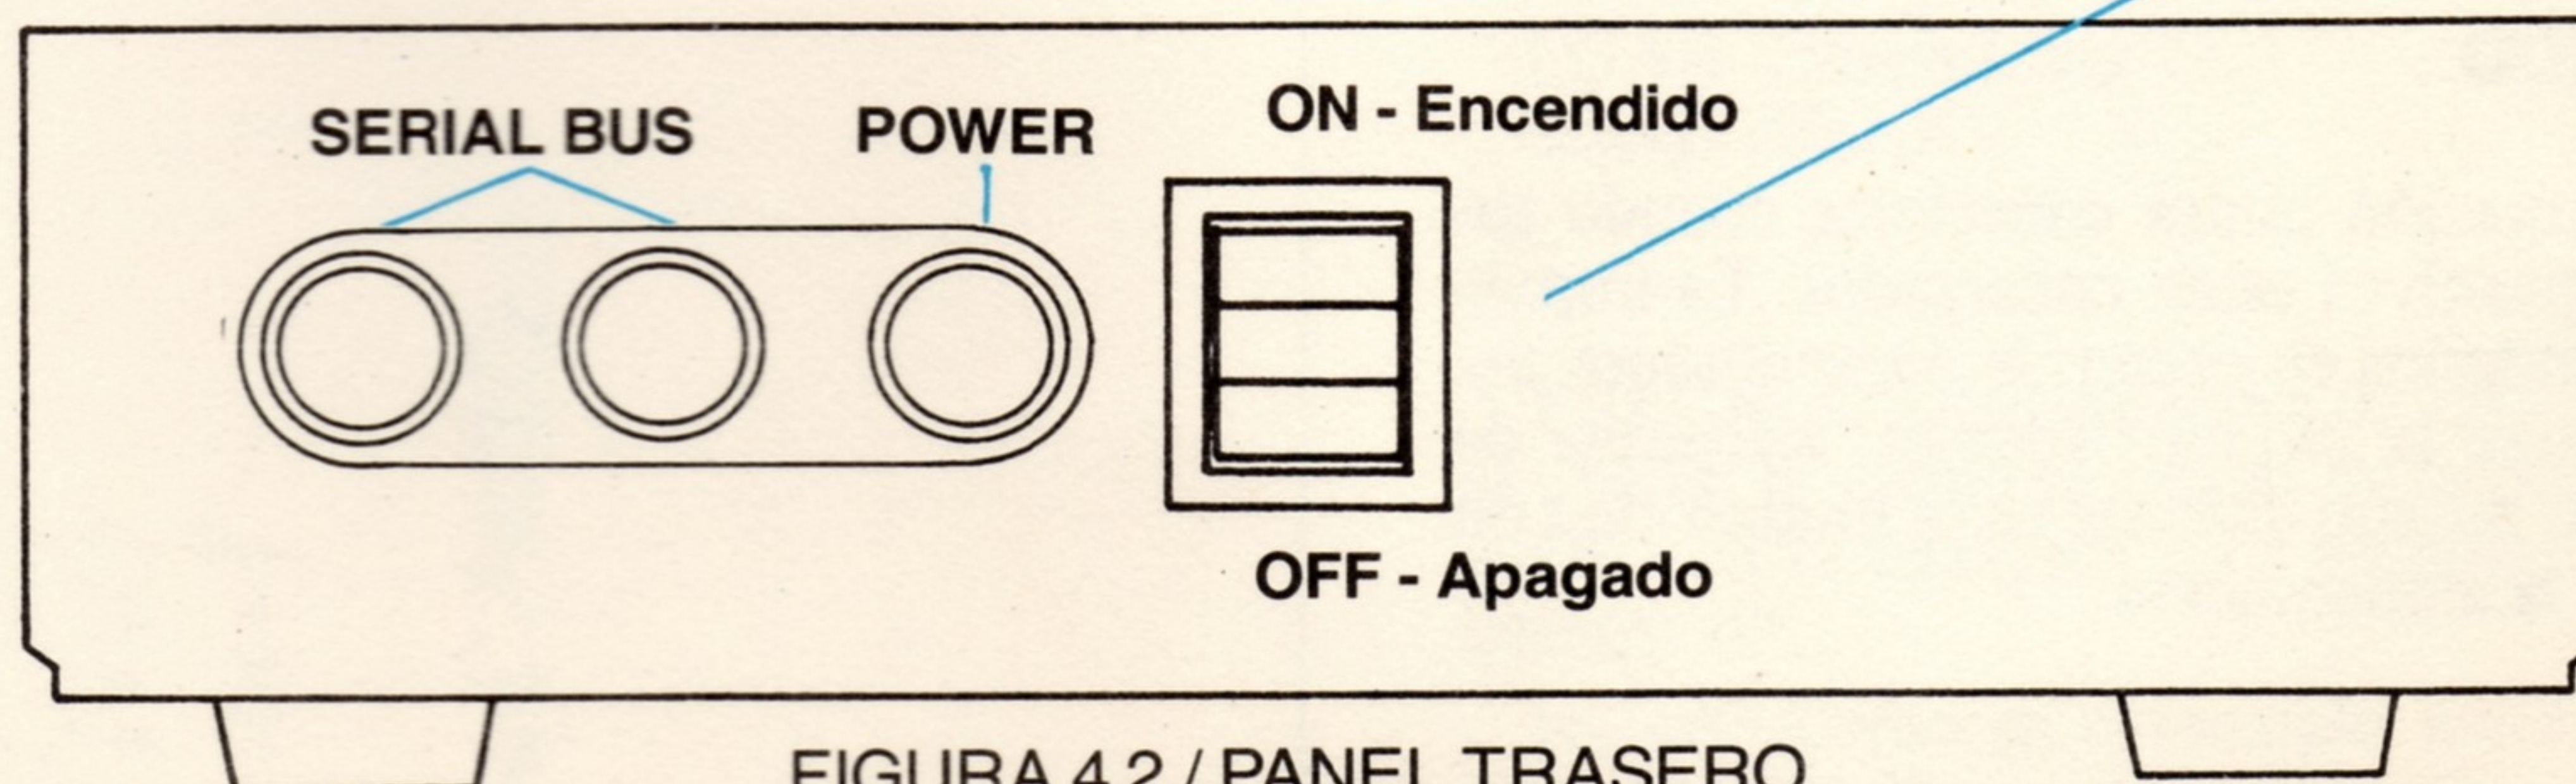 SERIAL BUS
POWER
ON - Encendido
OFF - Apagado
FIGURA 4.2 / PANEL TRASERO